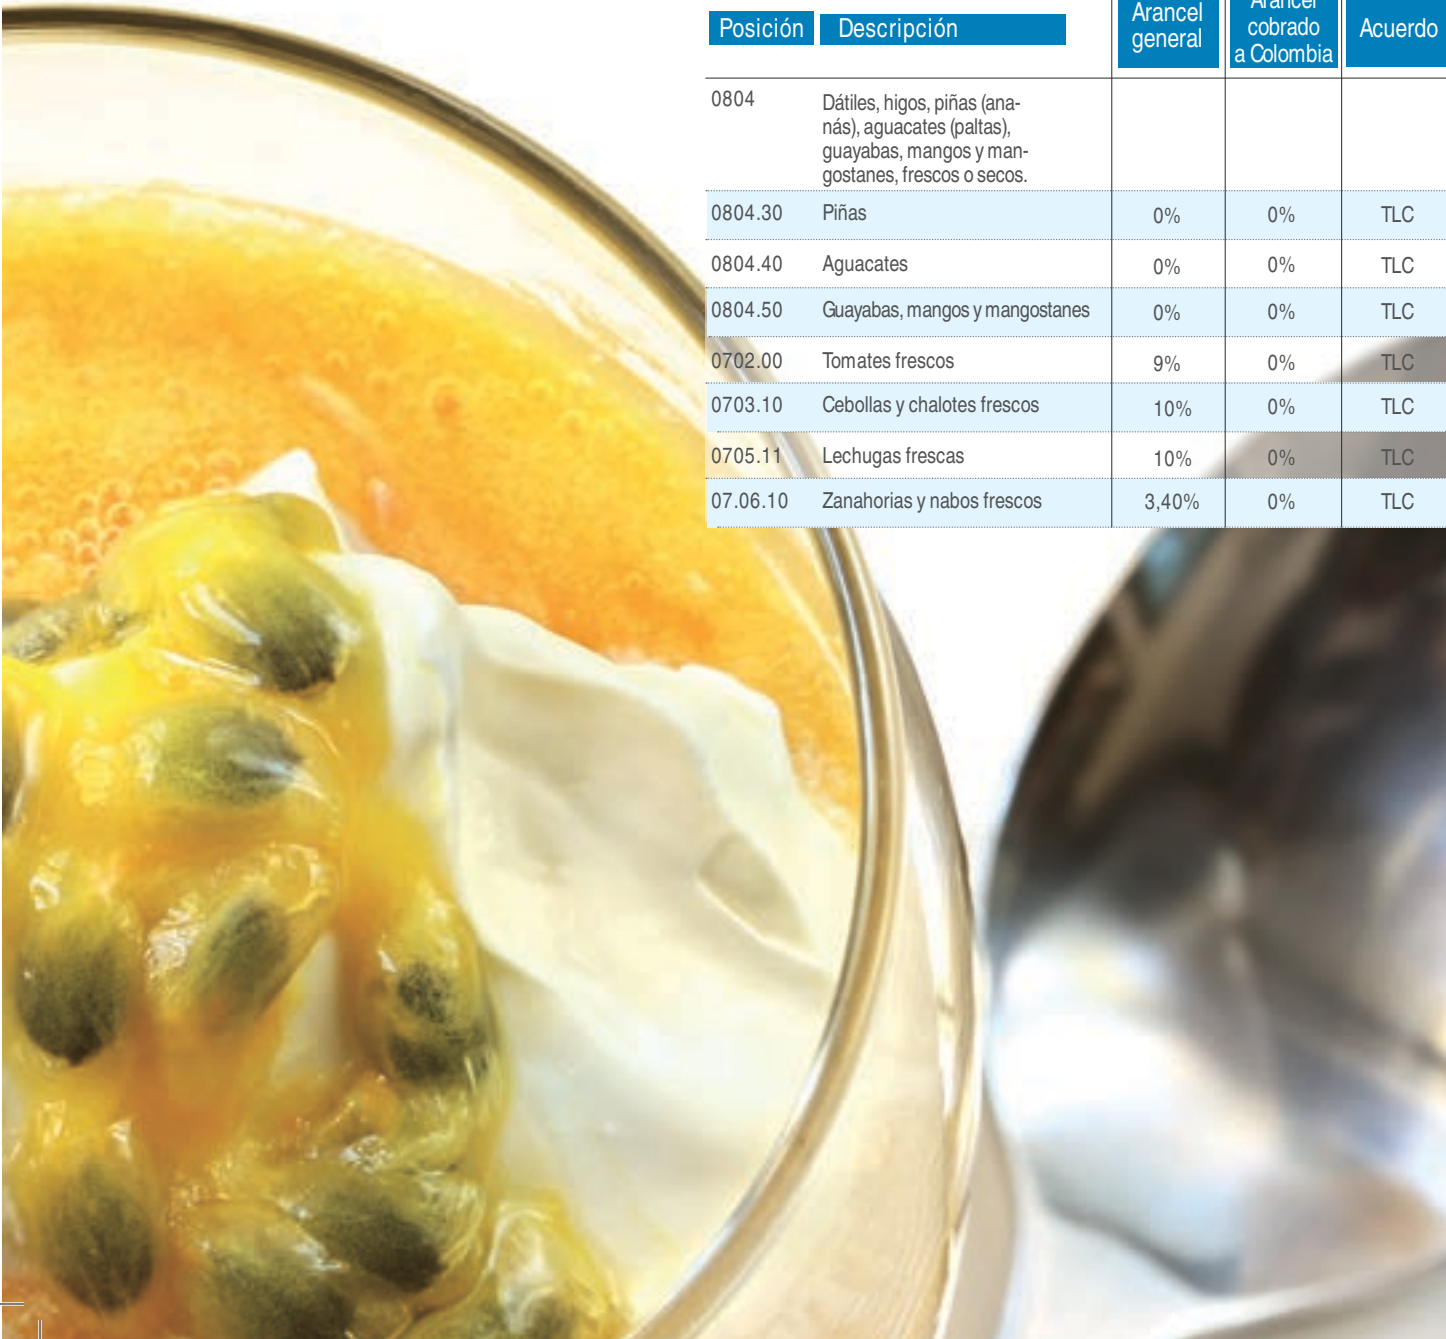 Posición Descripción Arancel general Arancel cobrado a Colombia Acuerdo
0804 Dátiles, higos, piñas (ana-
nás), aguacates (paltas),
guayabas, mangos y man-
gostanes, frescos o secos.
0804.30 Piñas 0% 0% TLC
0804.40 Aguacates 0% 0% TLC
0804.50 Guayabas, mangos y mangostanes 0% 0% TLC
0702.00 Tomates frescos 9% 0% TLC
0703.10 Cebollas y chalotes frescos 10% 0% TLC
0705.11 Lechugas frescas 10% 0% TLC
07.06.10 Zanahorias y nabos frescos 3,40% 0% TLC